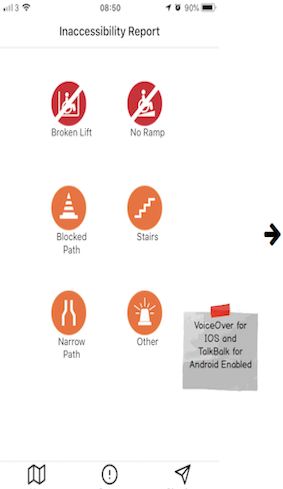 3 08:50 90%
Inaccessibility Report
Broken Lift No Ramp
Blocked Stairs
Path
Narrow Other
Path
VoiceOver for
IOS and
TalkBalk for
Android Enabled